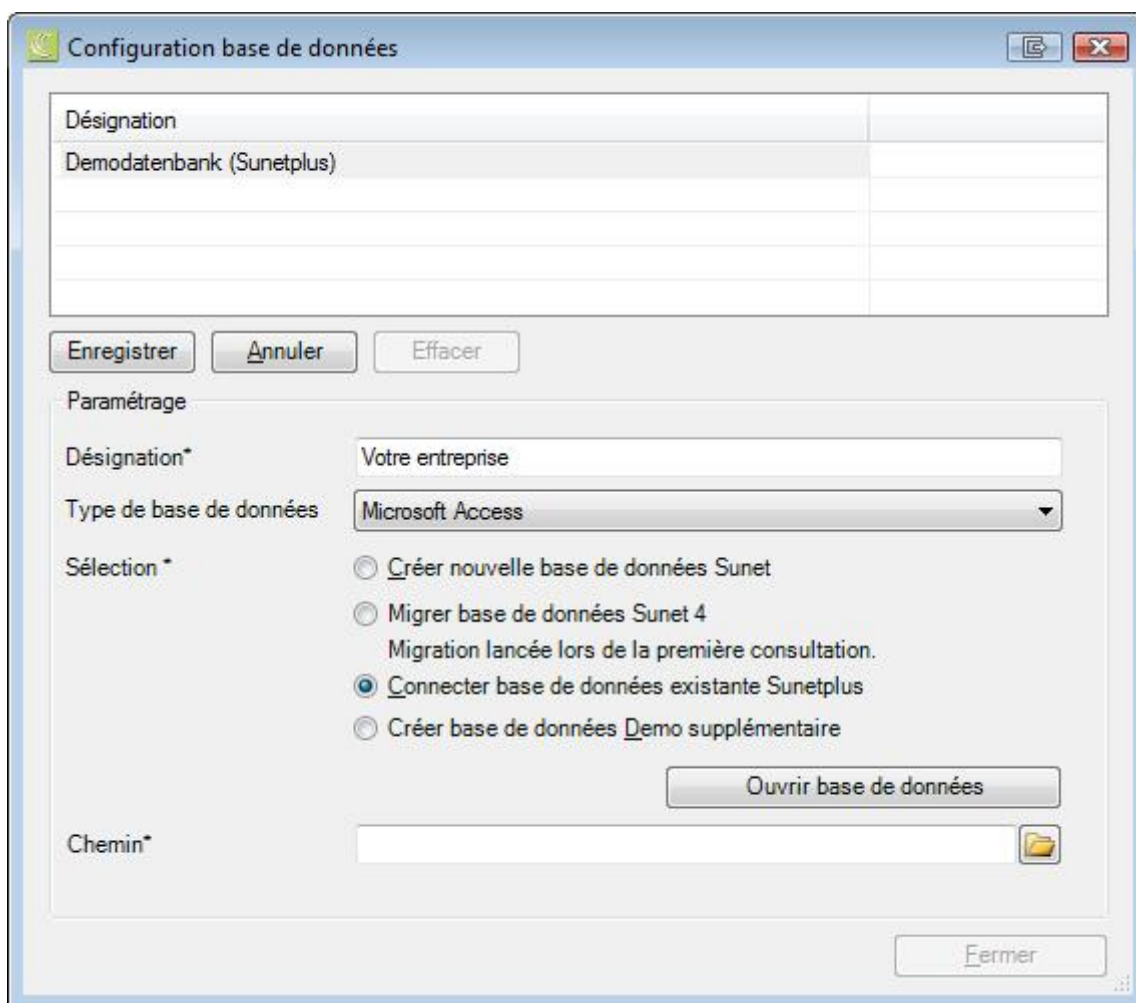 Configuration base de données
Désignation
Demodatenbank (Sunetplus)
Enregistrer Annuler Effacer
Paramétrage
Désignation* Votre entreprise
Type de base de données Microsoft Access
Sélection * Créer nouvelle base de données Sunet
Migrer base de données Sunet 4
Migration lancée lors de la première consultation.
Connecter base de données existante Sunetplus
Créer base de données Demo supplémentaire
Ouvrir base de données
Chemin*
Fermer